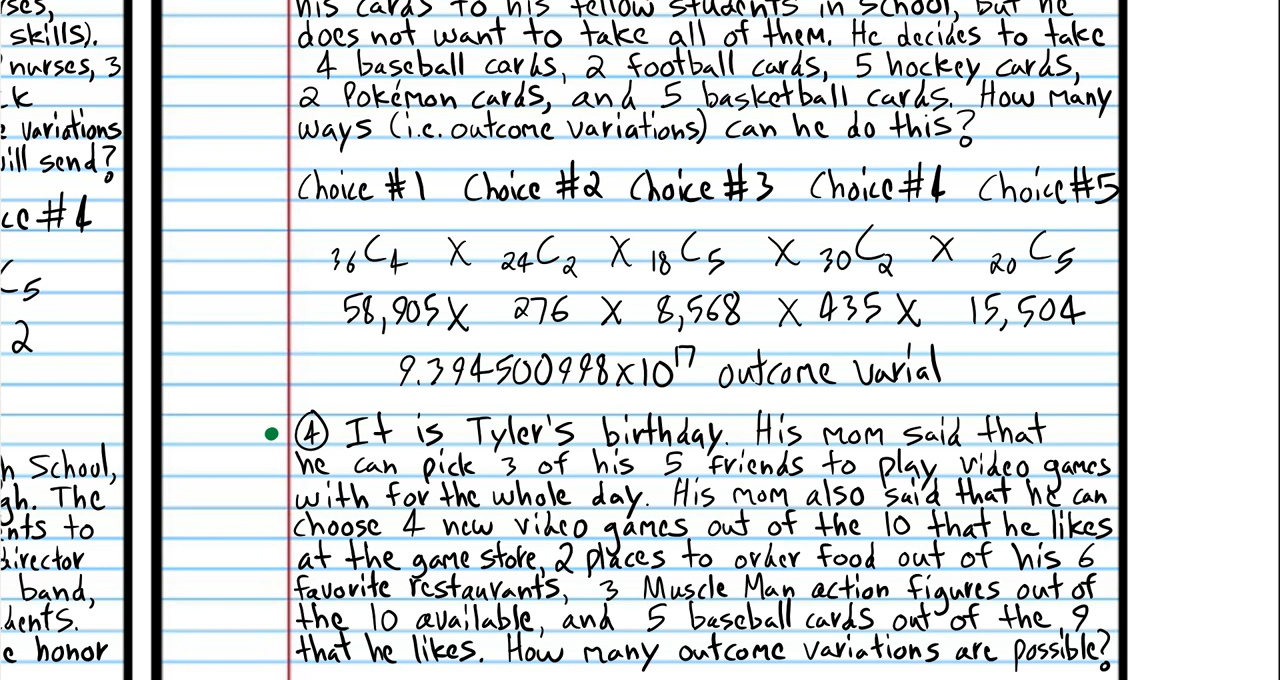 ses,
skills).
nurses, 3
ck
e variations
will send?
ce #4
C5
2
h School,
gh. The
ents to
director
band,
dents.
e honor
his cards to his fellow students in school, but he
does not want to take all of them. He decides to take
4 baseball cards, 2 football cards, 5 hockey cards,
2 Pokémon cards, and 5 basketball cards. How many
ways (i.e. outcome variations) can he do this?
Choice #1 Choice #2 Choice #3 Choice #4 Choice #5
36C4 X 24C2 X 18C5 X 30C2 X 20C5
58,905 X 276 X 8,568 X 435 X 15,504
9.394500998x10^17 outcome varial
④ It is Tyler's birthday. His mom said that
he can pick 3 of his 5 friends to play video games
with for the whole day. His mom also said that he can
choose 4 new video games out of the 10 that he likes
at the game store, 2 places to order food out of his 6
favorite restaurants, 3 Muscle Man action figures out of
the 10 available, and 5 baseball cards out of the 9
that he likes. How many outcome variations are possible?